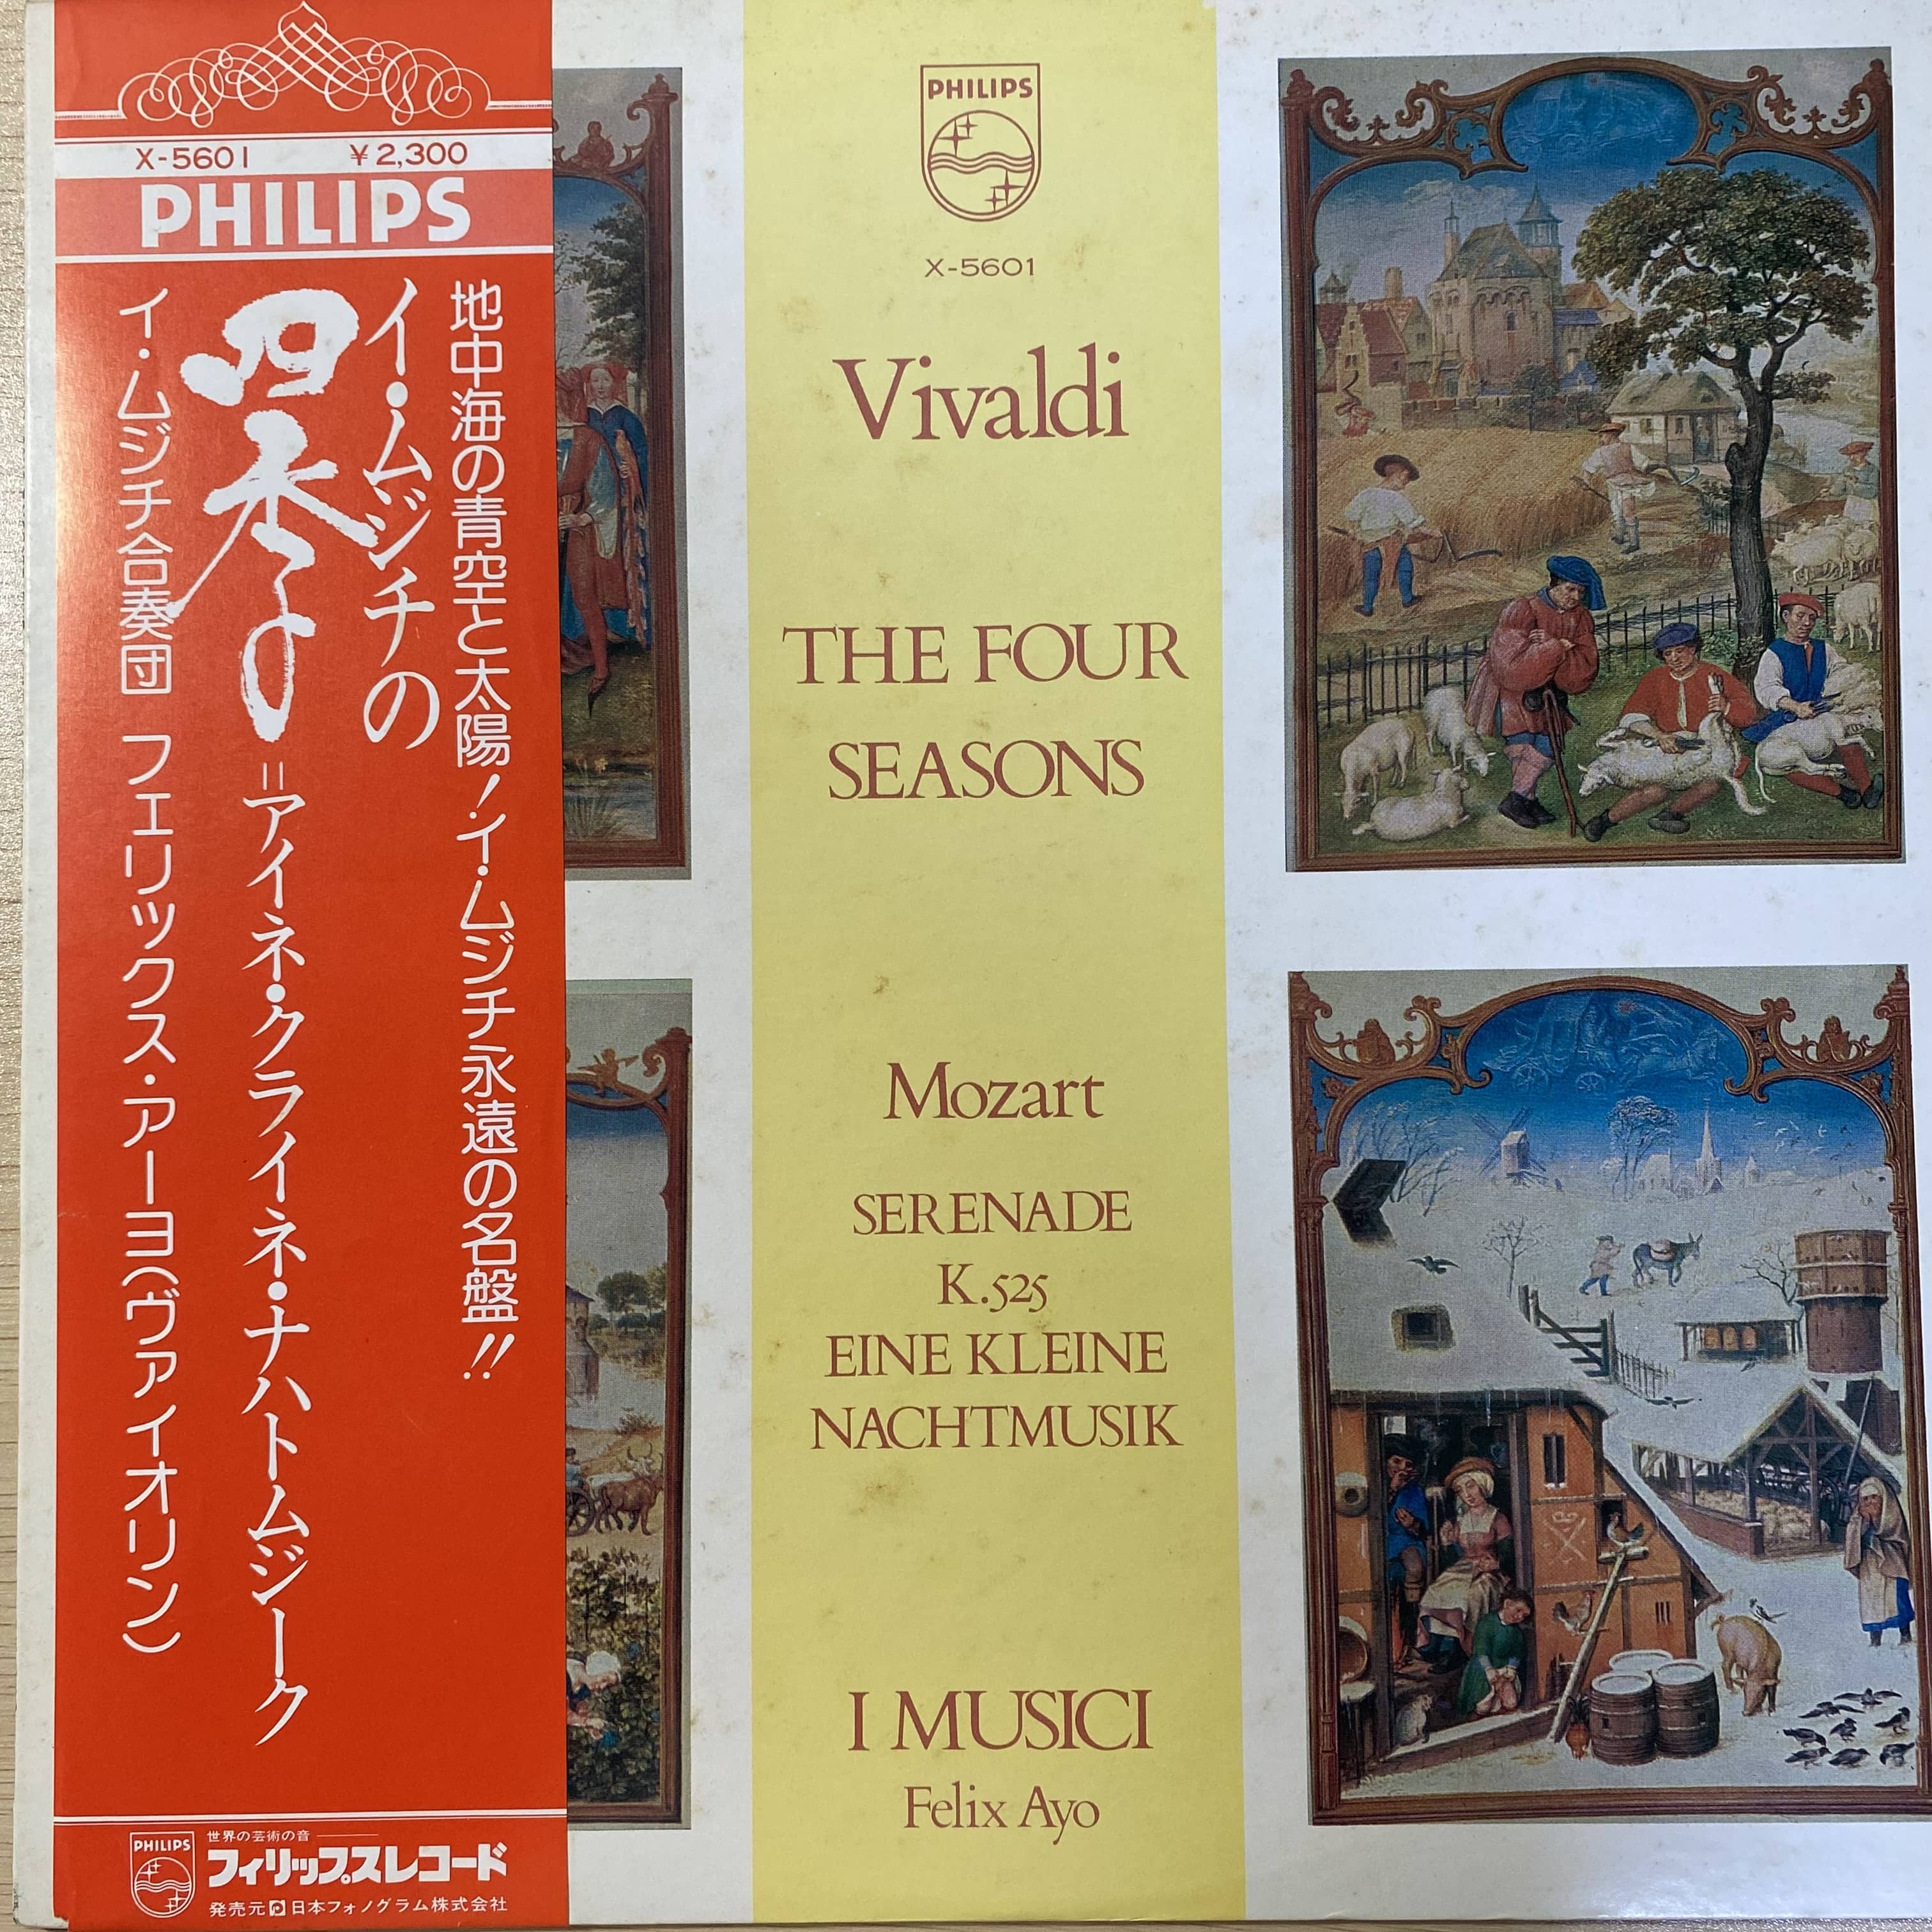 X-5601 ￥2,300
PHILIPS
地中海の青空と太陽！イ・ムジチ永遠の名盤！！
イ・ムジチの
四季=アイネ・クライネ・ナハトムジーク
イ・ムジチ合奏団 フェリックス・アーヨ(ヴァイオリン)
PHILIPS
世界の芸術の音
フィリップスレコード
発売元 日本フォノグラム株式会社
PHILIPS
X-5601
Vivaldi
THE FOUR
SEASONS
Mozart
SERENADE
K.525
EINE KLEINE
NACHTMUSIK
I MUSICI
Felix Ayo